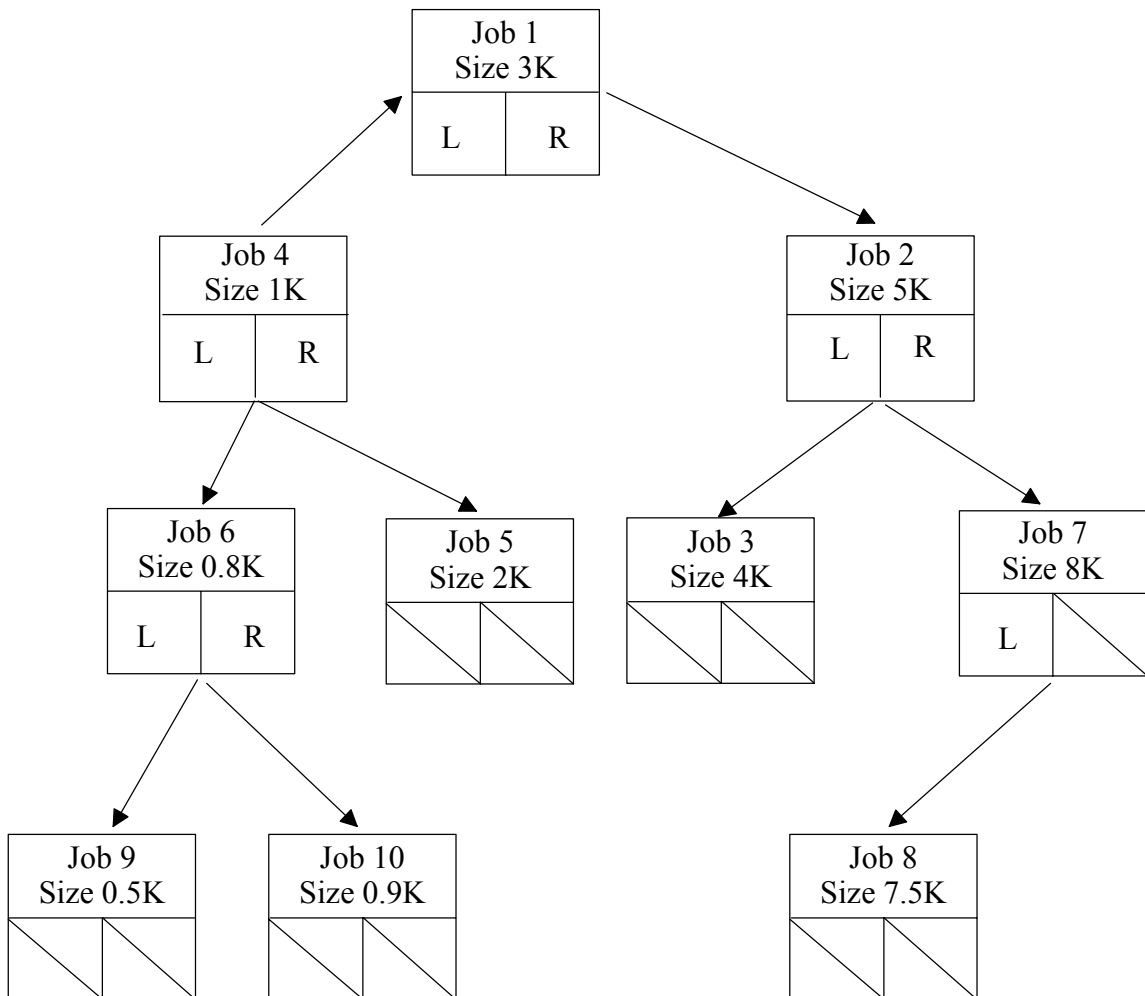 Job 1
Size 3K
L R
Job 4
Size 1K
L R
Job 2
Size 5K
L R
Job 6
Size 0.8K
L R
Job 5
Size 2K
Job 3
Size 4K
Job 7
Size 8K
L
Job 9
Size 0.5K
Job 10
Size 0.9K
Job 8
Size 7.5K